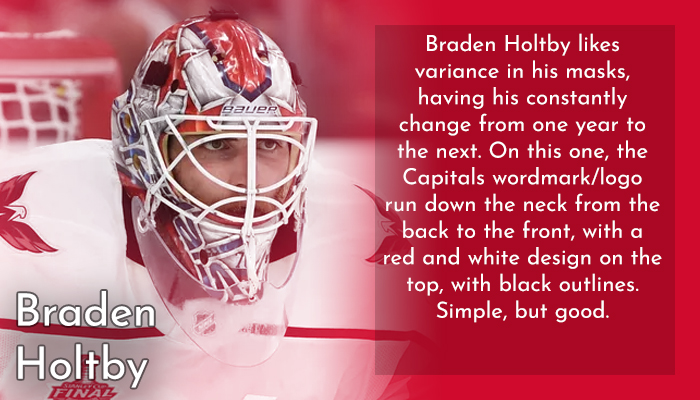 BAUER
Braden Holtby likes
variance in his masks,
having his constantly
change from one year to
the next. On this one, the
Capitals wordmark/logo
run down the neck from the
back to the front, with a
red and white design on the
top, with black outlines.
Simple, but good.
Braden
Holtby
STANLEY CUP
FINAL